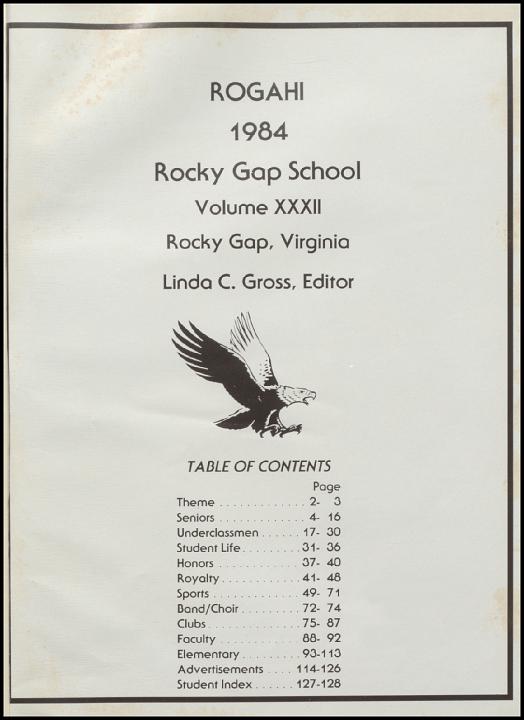 ROGAHI
1984
Rocky Gap School
Volume XXXII
Rocky Gap, Virginia
Linda C. Gross, Editor
TABLE OF CONTENTS
Page
Theme . . . . . . . . . . . . 2- 3
Seniors . . . . . . . . . . . . 4- 16
Underclassmen . . . . . . 17- 30
Student Life . . . . . . . . . 31- 36
Honors . . . . . . . . . . . . 37- 40
Royalty . . . . . . . . . . . . 41- 48
Sports . . . . . . . . . . . . . 49- 71
Band/Choir . . . . . . . . . 72- 74
Clubs . . . . . . . . . . . . . 75- 87
Faculty . . . . . . . . . . . . 88- 92
Elementary . . . . . . . . . 93-113
Advertisements . . . . 114-126
Student Index . . . . . . 127-128